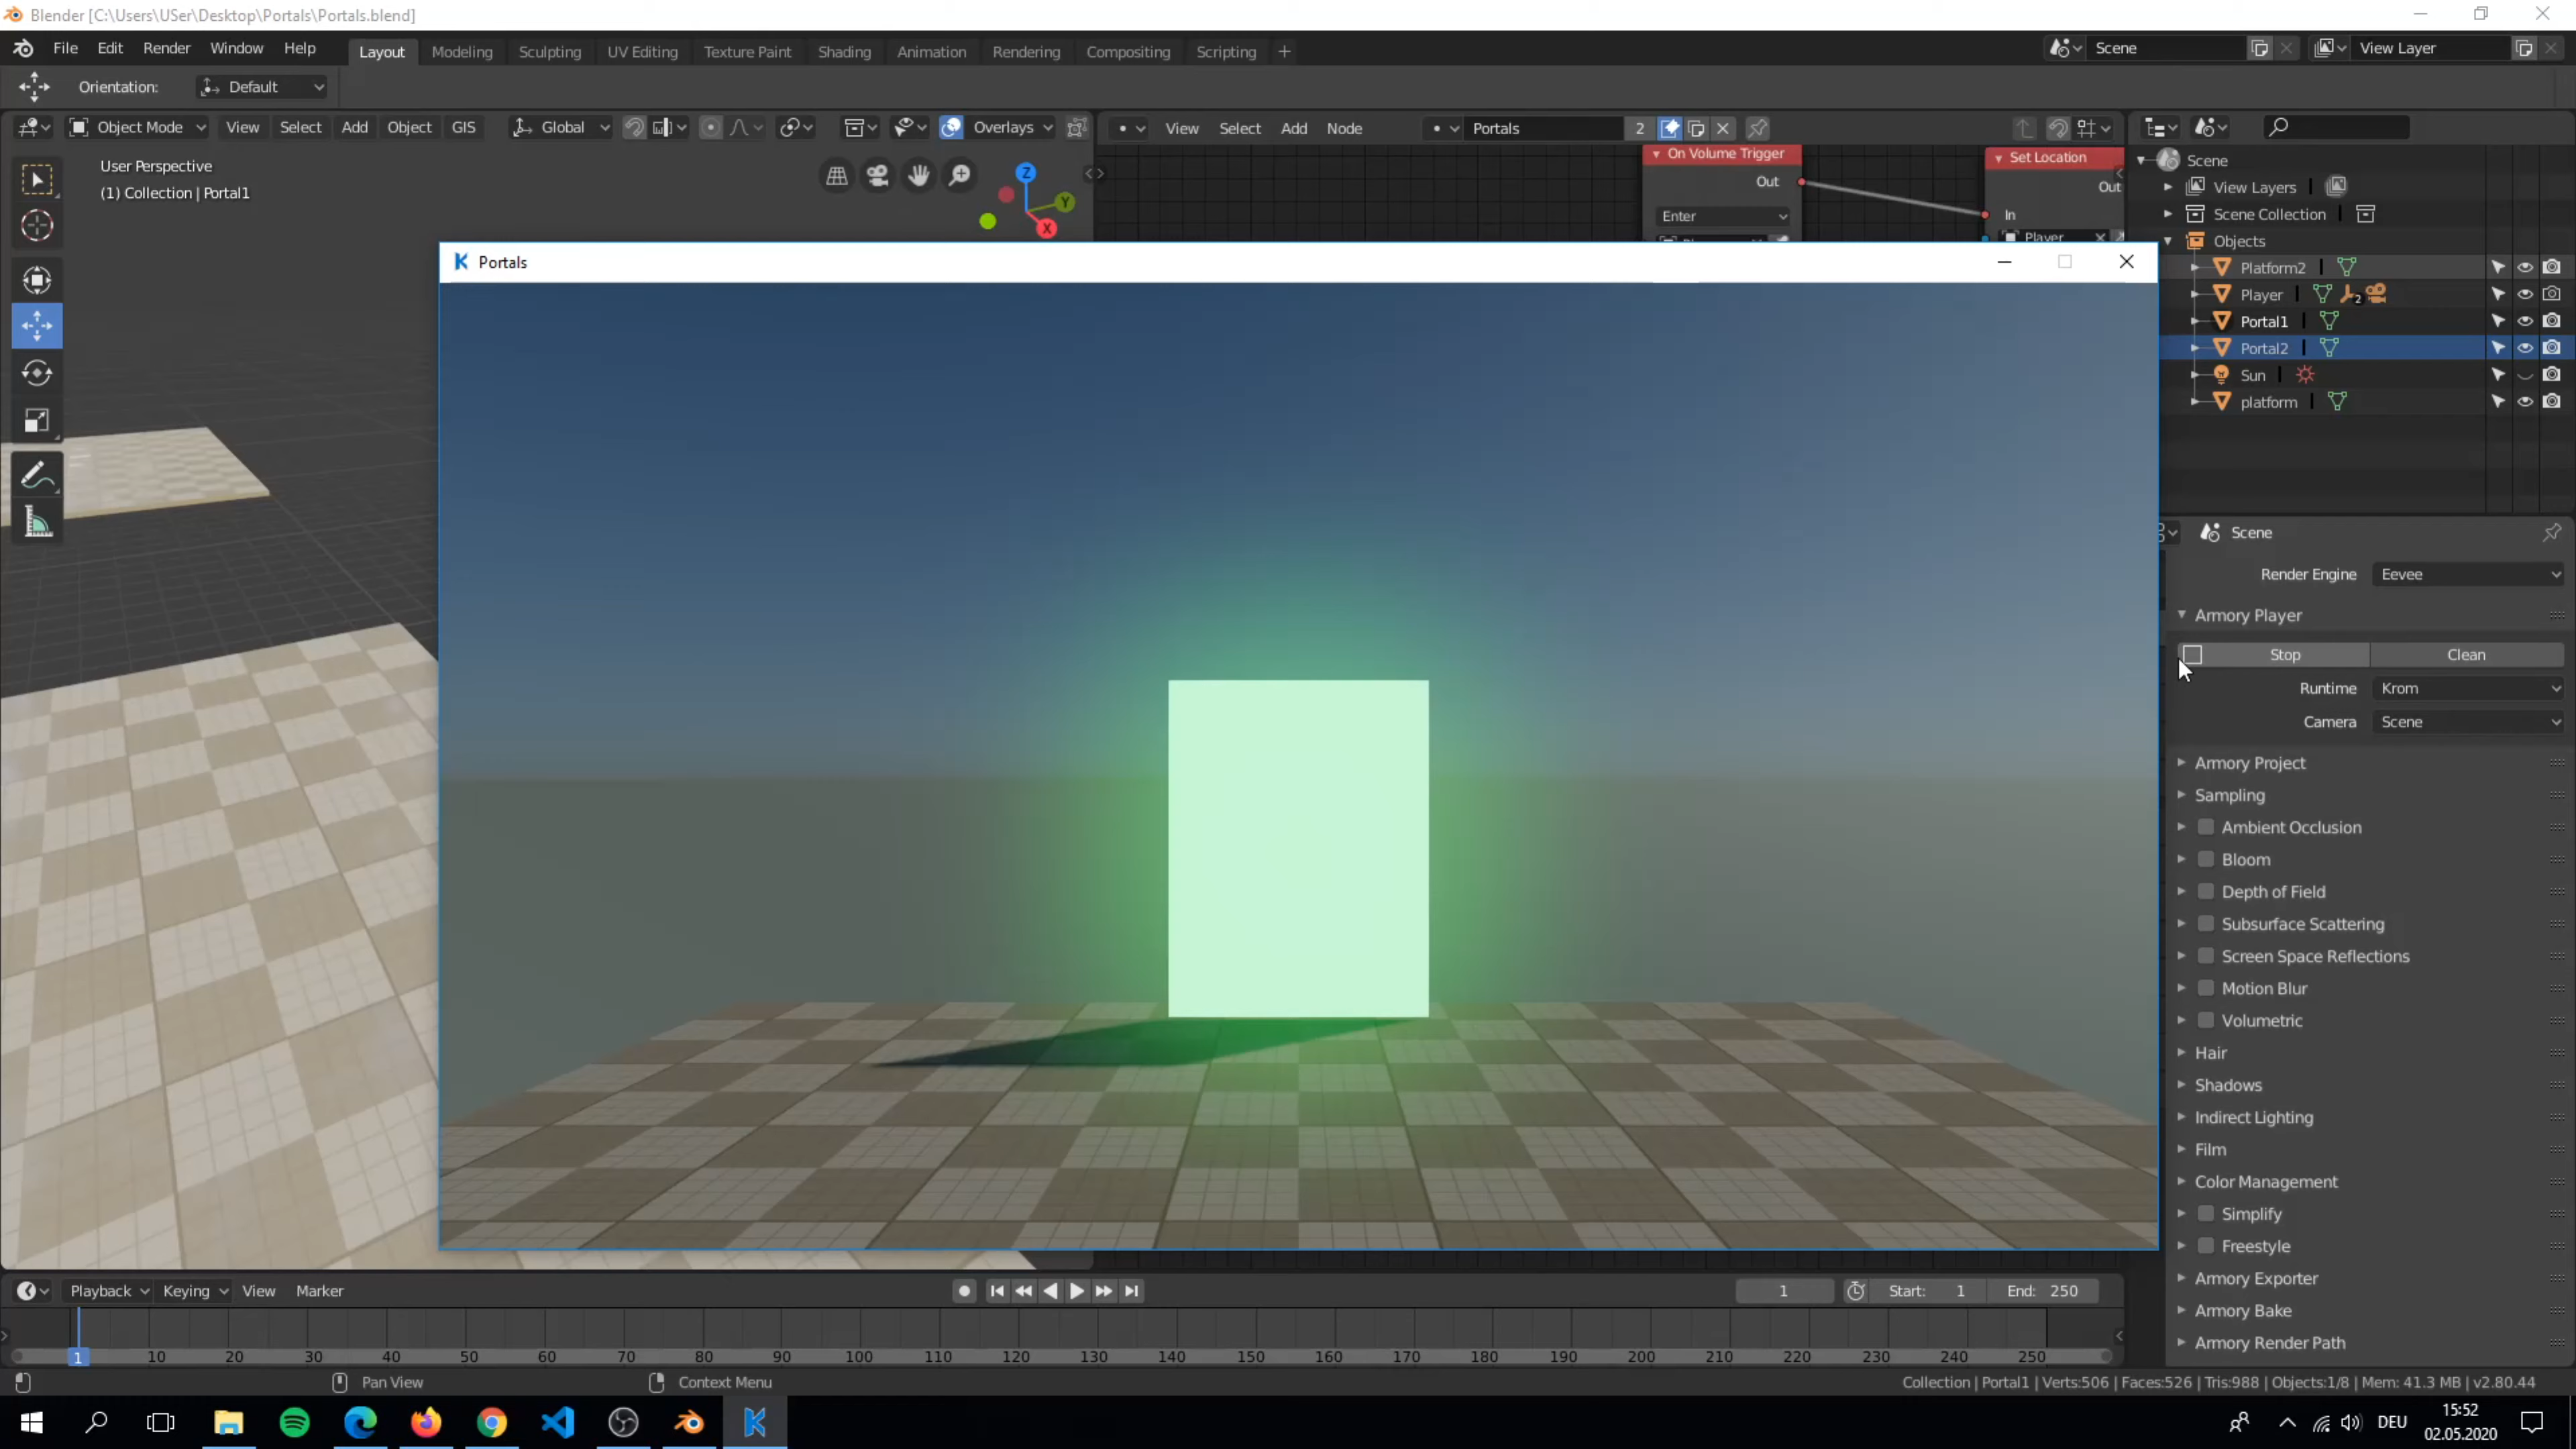 Blender [C:\Users\USer\Desktop\Portals\Portals.blend]
File Edit Render Window Help Layout Modeling Sculpting UV Editing Texture Paint Shading Animation Rendering Compositing Scripting + Scene View Layer
Orientation: Default
Object Mode View Select Add Object GIS Global Overlays View Select Add Node Portals 2
User Perspective
(1) Collection | Portal1
Z
Y
X
On Volume Trigger
Out
Enter
Set Location
Out
In
Player
Scene
View Layers
Scene Collection
Objects
Platform2
Player 2
Portal1
Portal2
Sun
platform
K Portals
Scene
Render Engine Eevee
Armory Player
Stop Clean
Runtime Krom
Camera Scene
Armory Project
Sampling
Ambient Occlusion
Bloom
Depth of Field
Subsurface Scattering
Screen Space Reflections
Motion Blur
Volumetric
Hair
Shadows
Indirect Lighting
Film
Color Management
Simplify
Freestyle
Armory Exporter
Armory Bake
Armory Render Path
Playback Keying View Marker 1 Start: 1 End: 250
1 10 20 30 40 50 60 70 80 90 100 110 120 130 140 150 160 170 180 190 200 210 220 230 240 250
Pan View Context Menu Collection | Portal1 | Verts:506 | Faces:526 | Tris:988 | Objects:1/8 | Mem: 41.3 MB | v2.80.44
DEU
15:52
02.05.2020